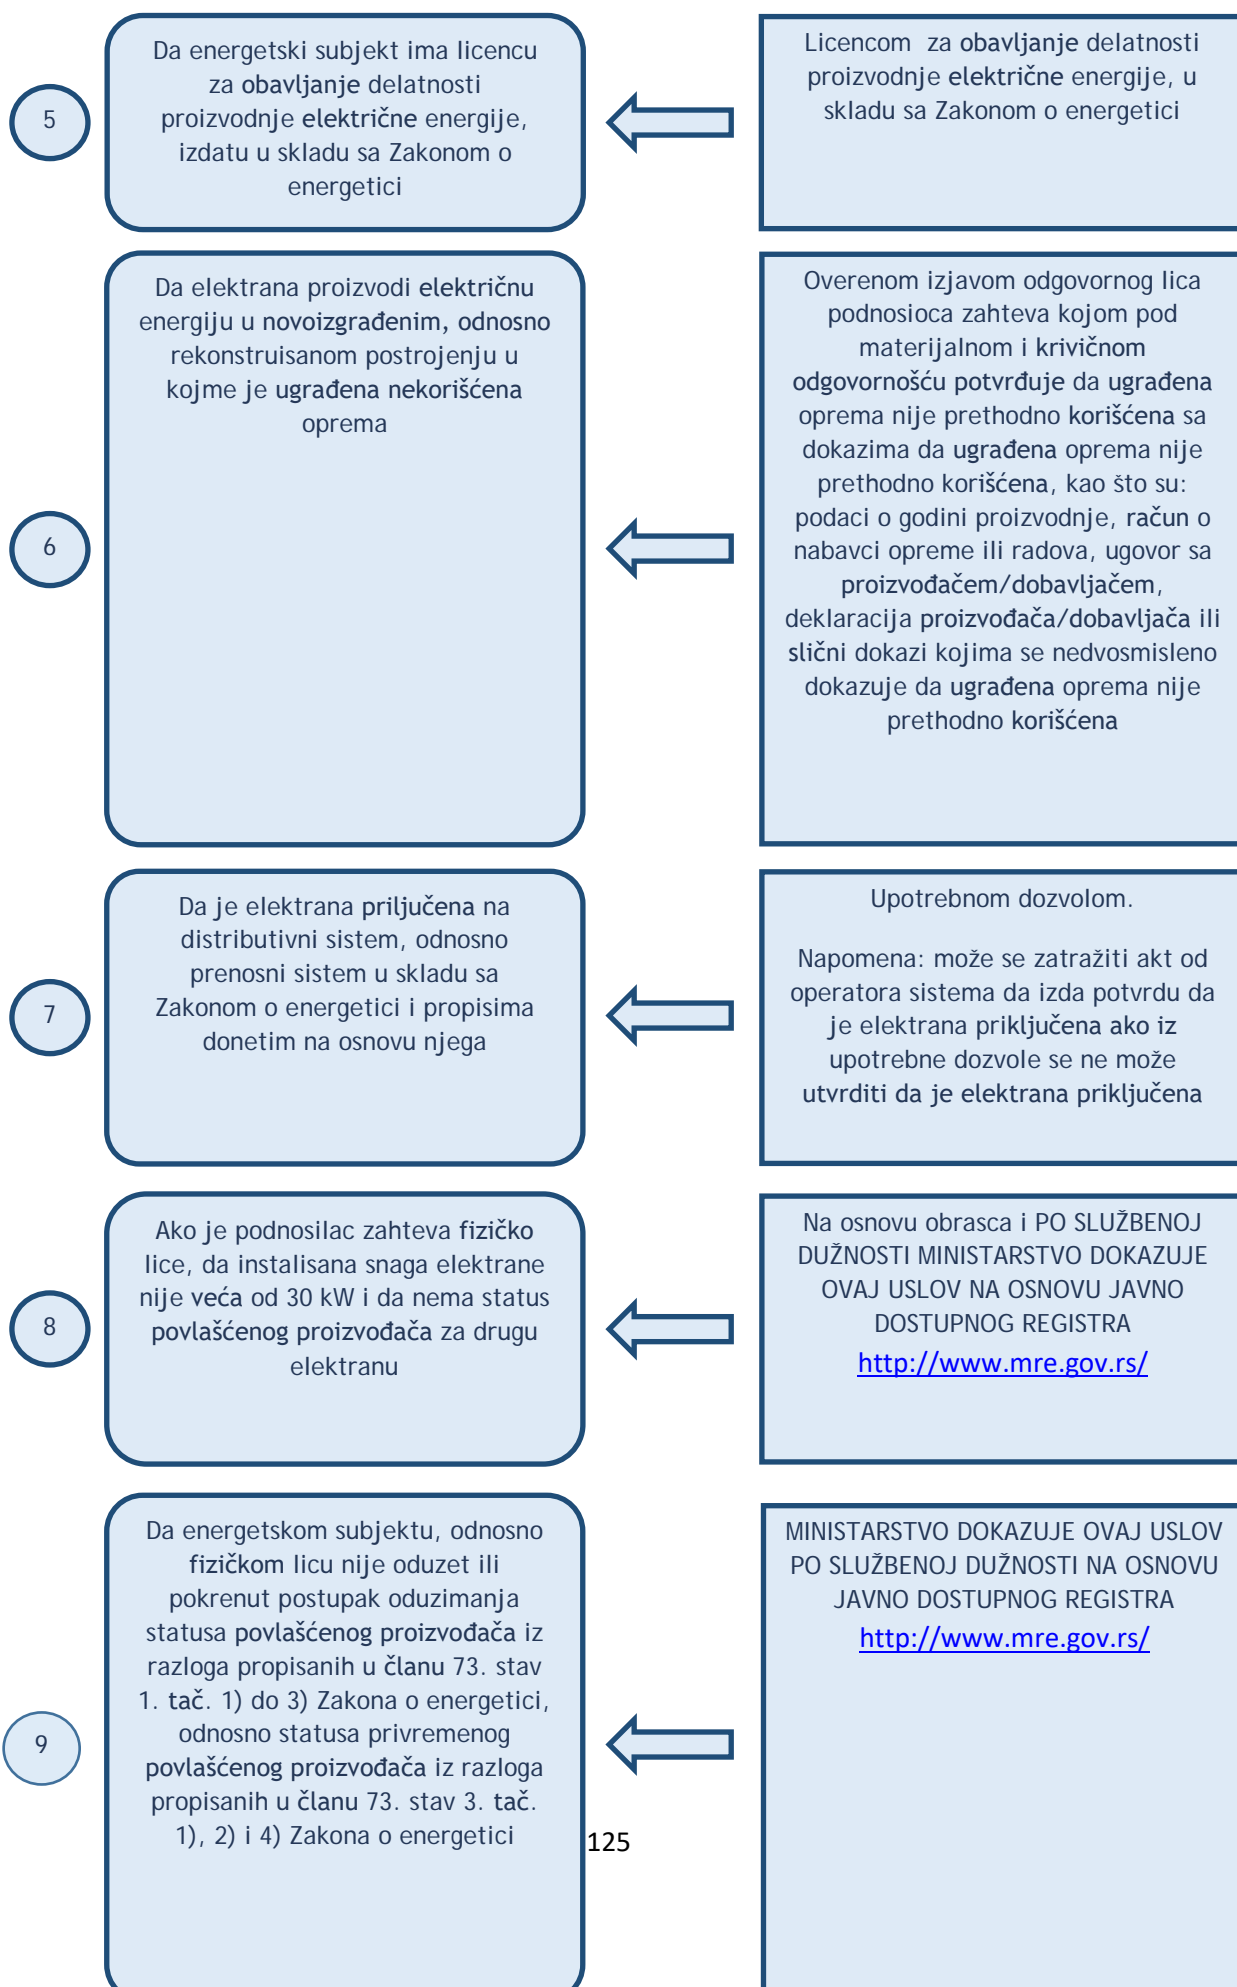 5
Da energetski subjekt ima licencu
za obavljanje delatnosti
proizvodnje električne energije,
izdatu u skladu sa Zakonom o
energetici
Licencom za obavljanje delatnosti
proizvodnje električne energije, u
skladu sa Zakonom o energetici
6
Da elektrana proizvodi električnu
energiju u novoizgrađenim, odnosno
rekonstruisanom postrojenju u
kojme je ugrađena nekorišćena
oprema
Overenom izjavom odgovornog lica
podnosioca zahteva kojom pod
materijalnom i krivičnom
odgovornošću potvrđuje da ugrađena
oprema nije prethodno korišćena sa
dokazima da ugrađena oprema nije
prethodno korišćena, kao što su:
podaci o godini proizvodnje, račun o
nabavci opreme ili radova, ugovor sa
proizvođačem/dobavljačem,
deklaracija proizvođača/dobavljača ili
slični dokazi kojima se nedvosmisleno
dokazuje da ugrađena oprema nije
prethodno korišćena
7
Da je elektrana priljučena na
distributivni sistem, odnosno
prenosni sistem u skladu sa
Zakonom o energetici i propisima
donetim na osnovu njega
Upotrebnom dozvolom.
Napomena: može se zatražiti akt od
operatora sistema da izda potvrdu da
je elektrana priključena ako iz
upotrebne dozvole se ne može
utvrditi da je elektrana priključena
8
Ako je podnosilac zahteva fizičko
lice, da instalisana snaga elektrane
nije veća od 30 kW i da nema status
povlašćenog proizvođača za drugu
elektranu
Na osnovu obrasca i PO SLUŽBENOJ
DUŽNOSTI MINISTARSTVO DOKAZUJE
OVAJ USLOV NA OSNOVU JAVNO
DOSTUPNOG REGISTRA
http://www.mre.gov.rs/
9
Da energetskom subjektu, odnosno
fizičkom licu nije oduzet ili
pokrenut postupak oduzimanja
statusa povlašćenog proizvođača iz
razloga propisanih u članu 73. stav
1. tač. 1) do 3) Zakona o energetici,
odnosno statusa privremenog
povlašćenog proizvođača iz razloga
propisanih u članu 73. stav 3. tač.
1), 2) i 4) Zakona o energetici
MINISTARSTVO DOKAZUJE OVAJ USLOV
PO SLUŽBENOJ DUŽNOSTI NA OSNOVU
JAVNO DOSTUPNOG REGISTRA
http://www.mre.gov.rs/
125